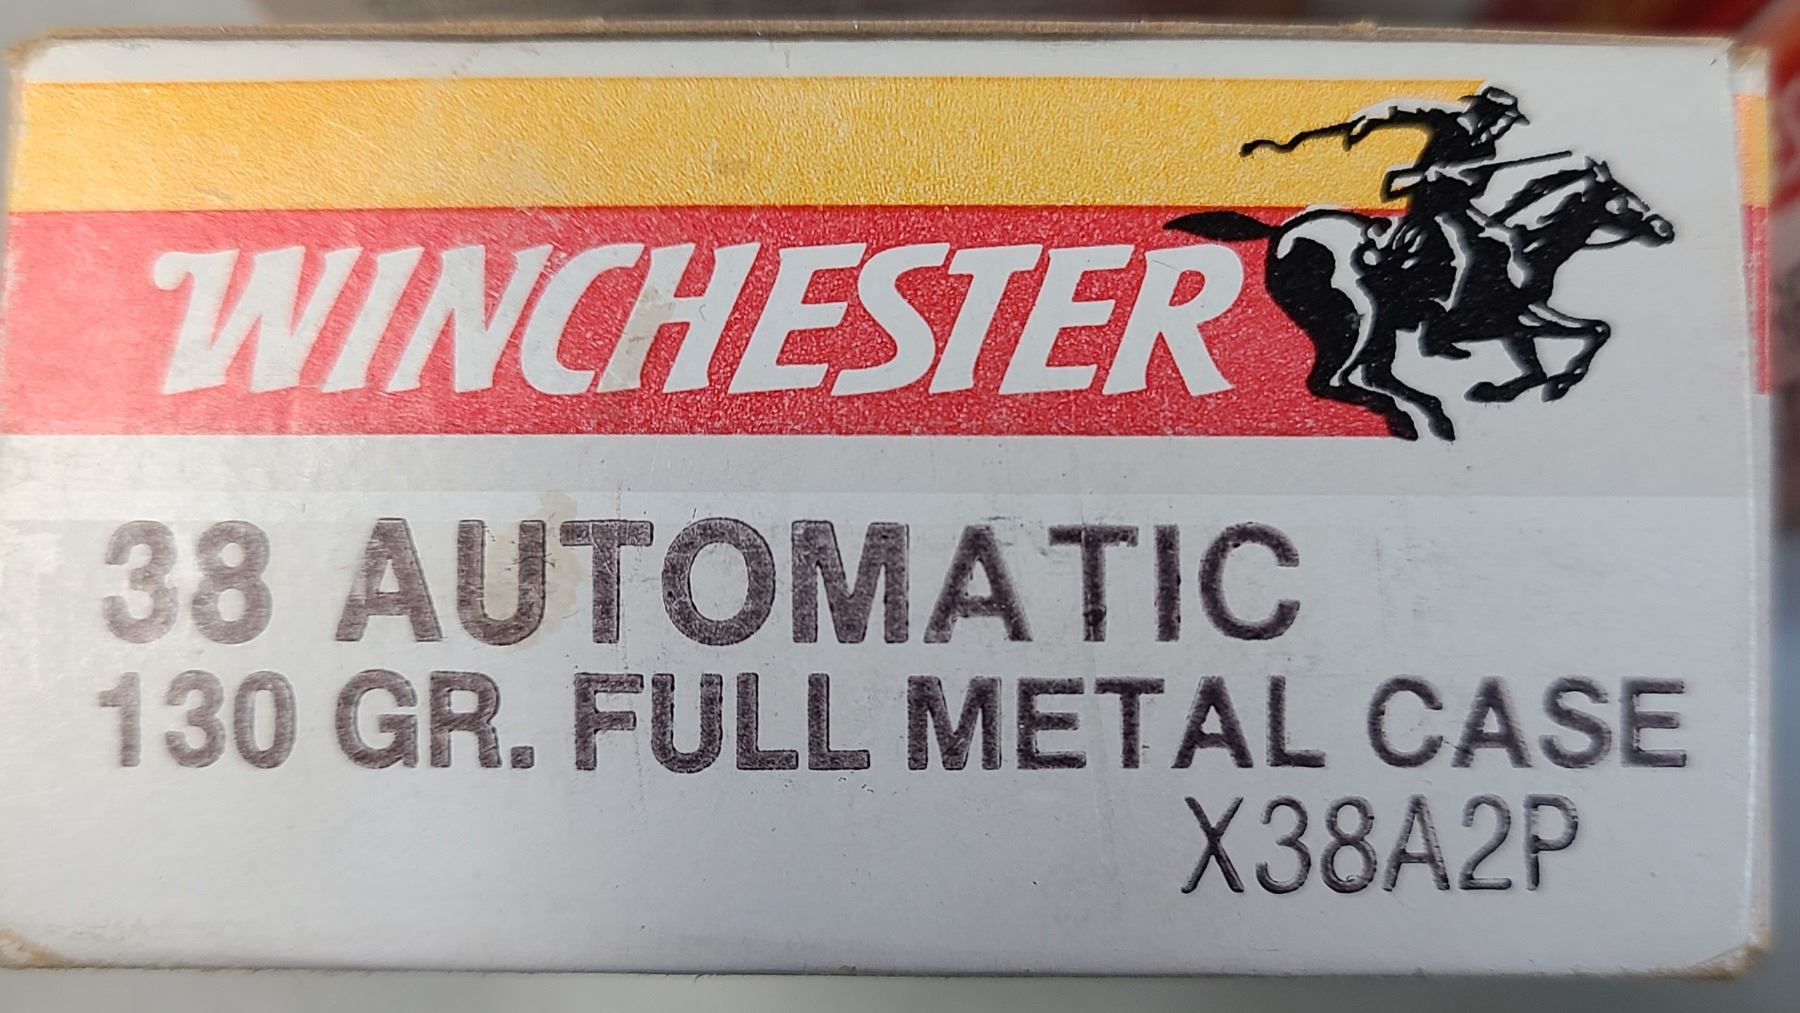 WINCHESTER
38 AUTOMATIC
130 GR. FULL METAL CASE
X38A2P